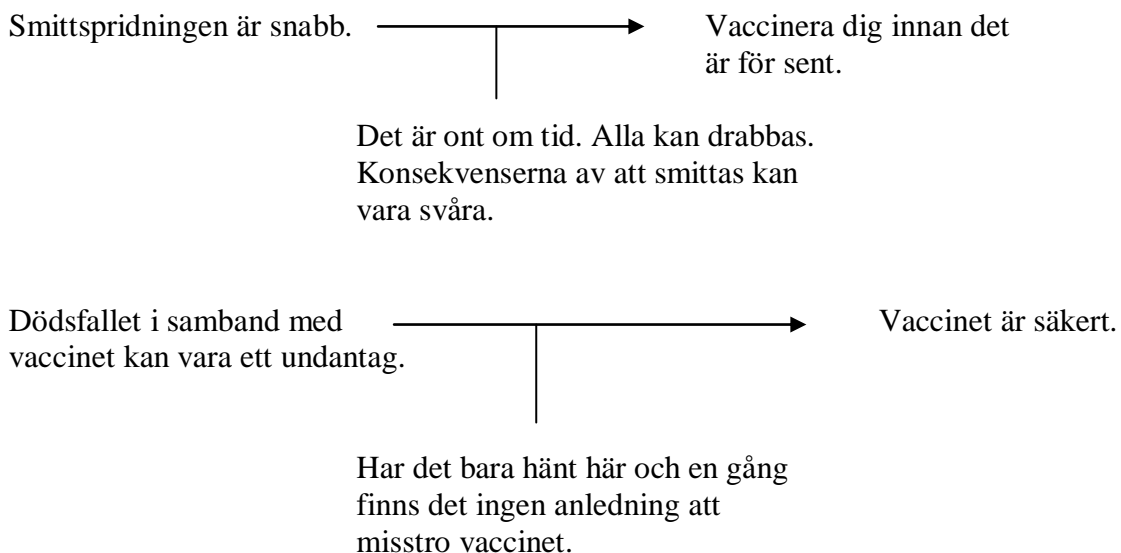 Smittspridningen är snabb.
Vaccinera dig innan det
är för sent.
Det är ont om tid. Alla kan drabbas.
Konsekvenserna av att smittas kan
vara svåra.
Dödsfallet i samband med
vaccinet kan vara ett undantag.
Vaccinet är säkert.
Har det bara hänt här och en gång
finns det ingen anledning att
misstro vaccinet.